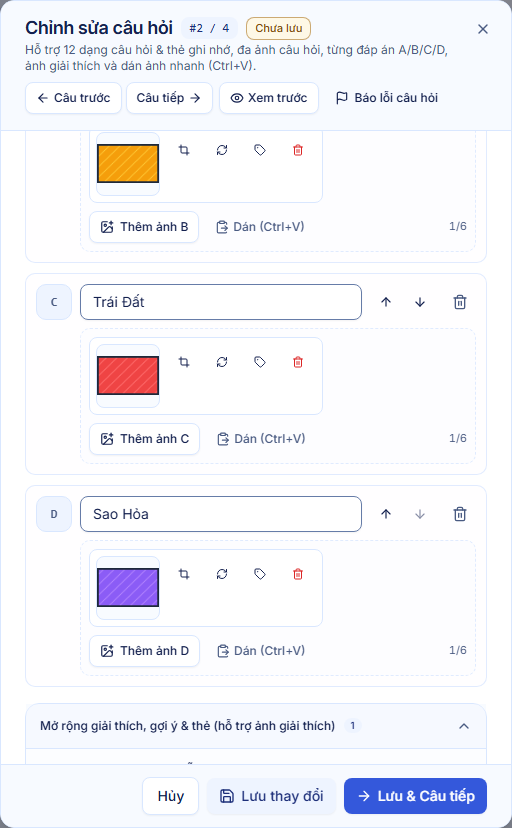 Chỉnh sửa câu hỏi #2 / 4 Chưa lưu
Hỗ trợ 12 dạng câu hỏi & thẻ ghi nhớ, đa ảnh câu hỏi, từng đáp án A/B/C/D,
ảnh giải thích và dán ảnh nhanh (Ctrl+V).
Câu trước Câu tiếp Xem trước Báo lỗi câu hỏi
Thêm ảnh B Dán (Ctrl+V) 1/6
C Trái Đất
Thêm ảnh C Dán (Ctrl+V) 1/6
D Sao Hỏa
Thêm ảnh D Dán (Ctrl+V) 1/6
Mở rộng giải thích, gợi ý & thẻ (hỗ trợ ảnh giải thích) 1
Hủy Lưu thay đổi Lưu & Câu tiếp